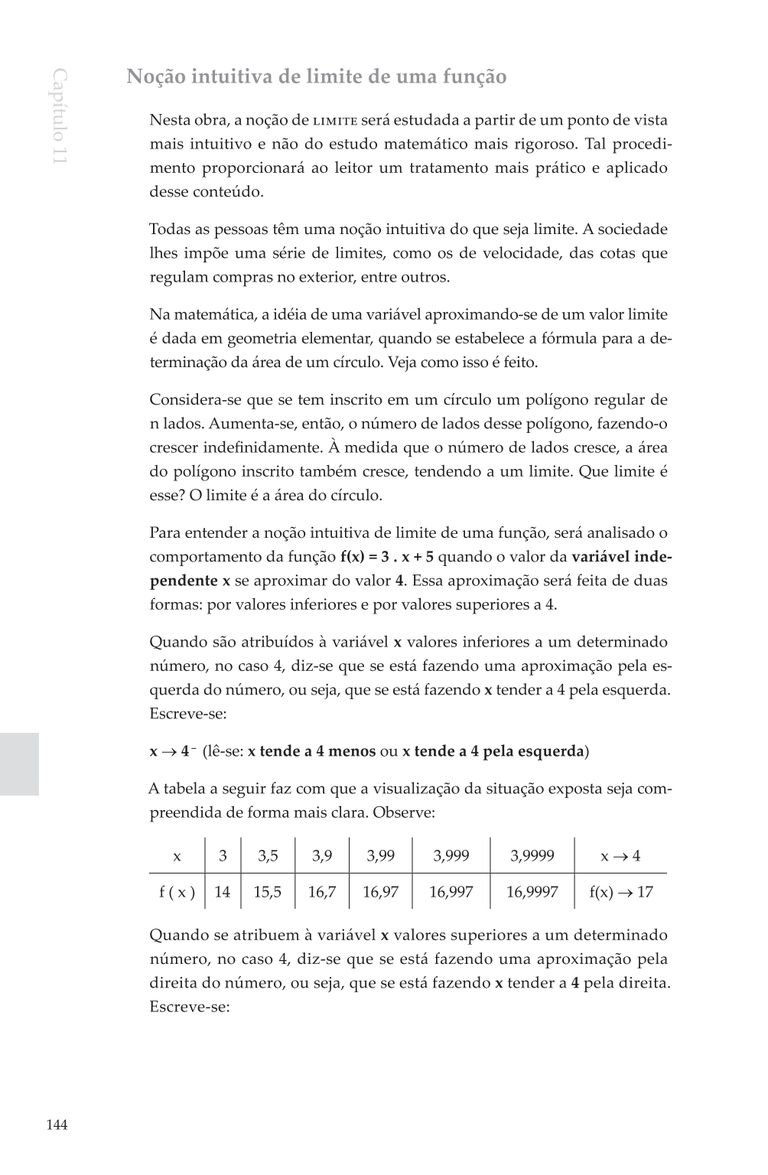 Capítulo 11
Noção intuitiva de limite de uma função
Nesta obra, a noção de LIMITE será estudada a partir de um ponto de vista
mais intuitivo e não do estudo matemático mais rigoroso. Tal procedi-
mento proporcionará ao leitor um tratamento mais prático e aplicado
desse conteúdo.
Todas as pessoas têm uma noção intuitiva do que seja limite. A sociedade
lhes impõe uma série de limites, como os de velocidade, das cotas que
regulam compras no exterior, entre outros.
Na matemática, a idéia de uma variável aproximando-se de um valor limite
é dada em geometria elementar, quando se estabelece a fórmula para a de-
terminação da área de um círculo. Veja como isso é feito.
Considera-se que se tem inscrito em um círculo um polígono regular de
n lados. Aumenta-se, então, o número de lados desse polígono, fazendo-o
crescer indefinidamente. À medida que o número de lados cresce, a área
do polígono inscrito também cresce, tendendo a um limite. Que limite é
esse? O limite é a área do círculo.
Para entender a noção intuitiva de limite de uma função, será analisado o
comportamento da função f(x) = 3 . x + 5 quando o valor da variável inde-
pendente x se aproximar do valor 4. Essa aproximação será feita de duas
formas: por valores inferiores e por valores superiores a 4.
Quando são atribuídos à variável x valores inferiores a um determinado
número, no caso 4, diz-se que se está fazendo uma aproximação pela es-
querda do número, ou seja, que se está fazendo x tender a 4 pela esquerda.
Escreve-se:
x → 4⁻ (lê-se: x tende a 4 menos ou x tende a 4 pela esquerda)
A tabela a seguir faz com que a visualização da situação exposta seja com-
preendida de forma mais clara. Observe:
x 3 3,5 3,9 3,99 3,999 3,9999 x → 4
f ( x ) 14 15,5 16,7 16,97 16,997 16,9997 f(x) → 17
Quando se atribuem à variável x valores superiores a um determinado
número, no caso 4, diz-se que se está fazendo uma aproximação pela
direita do número, ou seja, que se está fazendo x tender a 4 pela direita.
Escreve-se:
144